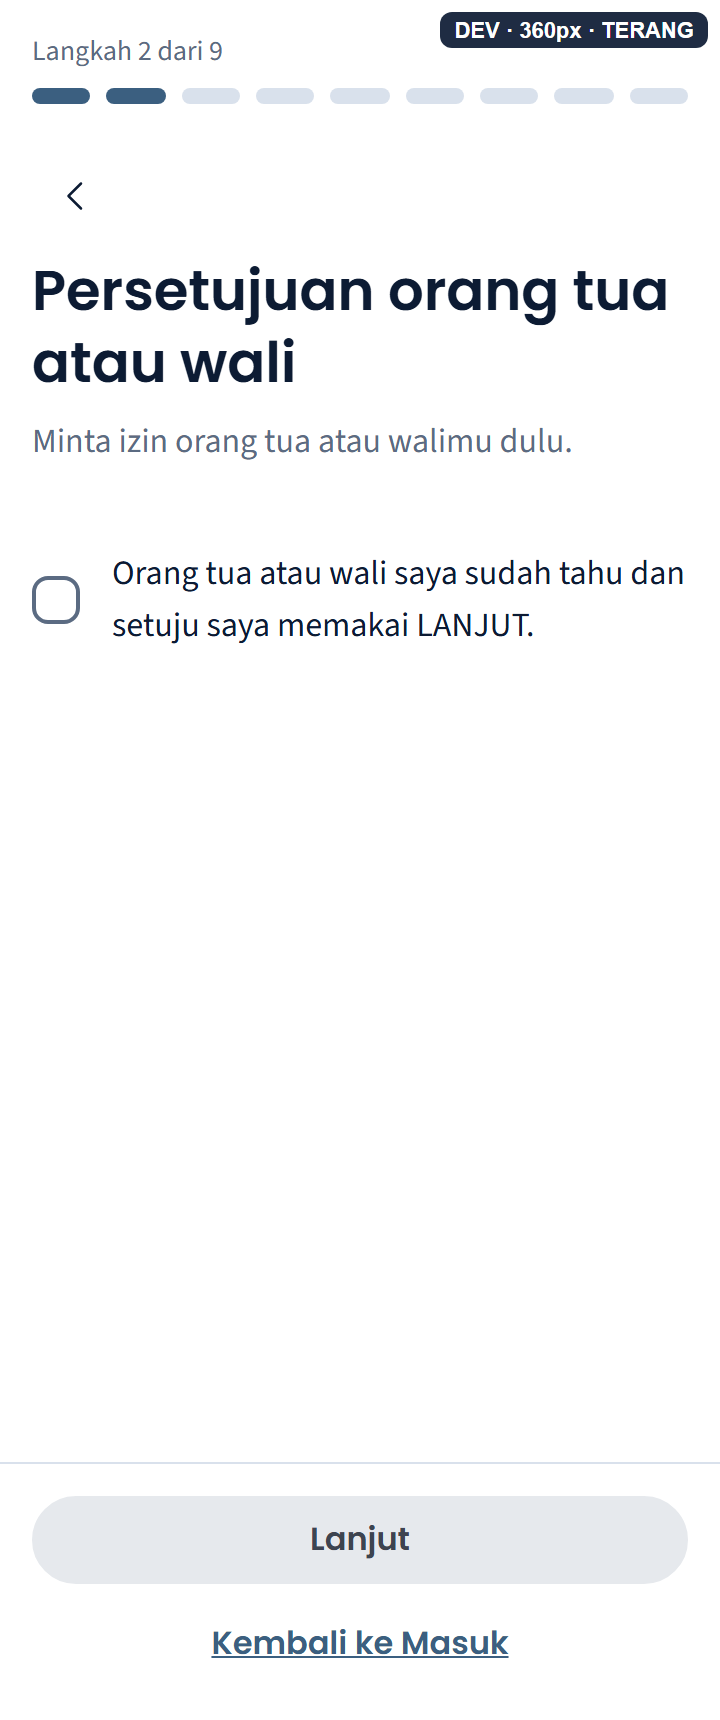 Langkah 2 dari 9
DEV · 360px · TERANG
Persetujuan orang tua
atau wali
Minta izin orang tua atau walimu dulu.
Orang tua atau wali saya sudah tahu dan
setuju saya memakai LANJUT.
Lanjut
Kembali ke Masuk